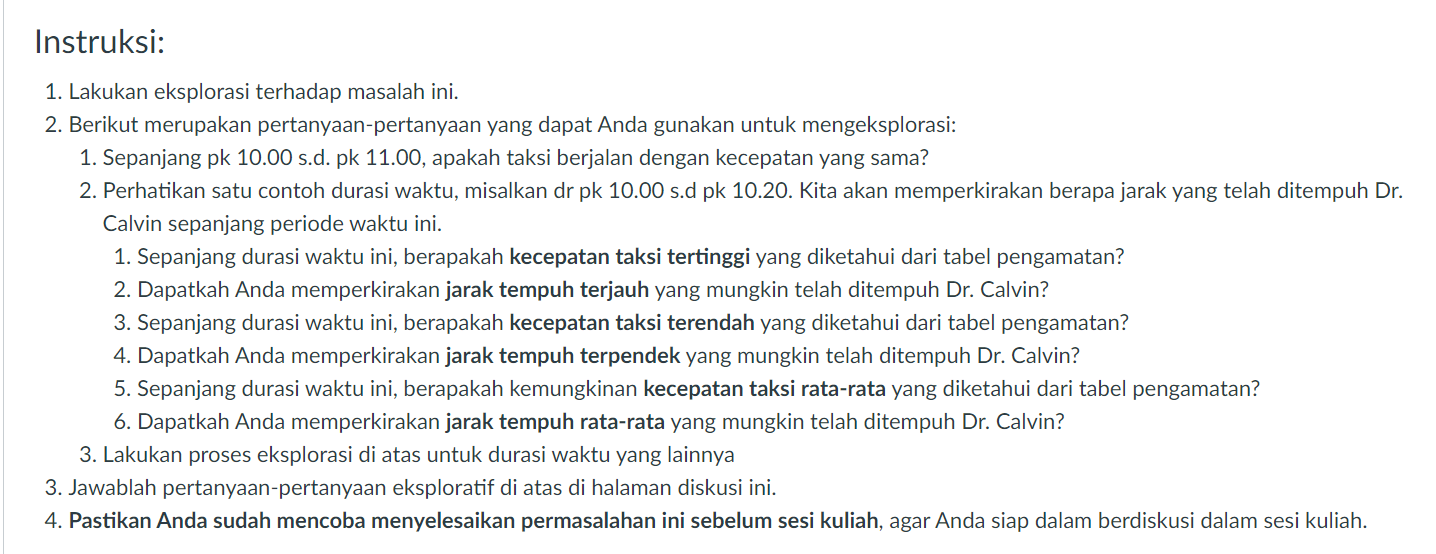 Instruksi:
1. Lakukan eksplorasi terhadap masalah ini.
2. Berikut merupakan pertanyaan-pertanyaan yang dapat Anda gunakan untuk mengeksplorasi:
1. Sepanjang pk 10.00 s.d. pk 11.00, apakah taksi berjalan dengan kecepatan yang sama?
2. Perhatikan satu contoh durasi waktu, misalkan dr pk 10.00 s.d pk 10.20. Kita akan memperkirakan berapa jarak yang telah ditempuh Dr.
Calvin sepanjang periode waktu ini.
1. Sepanjang durasi waktu ini, berapakah kecepatan taksi tertinggi yang diketahui dari tabel pengamatan?
2. Dapatkah Anda memperkirakan jarak tempuh terjauh yang mungkin telah ditempuh Dr. Calvin?
3. Sepanjang durasi waktu ini, berapakah kecepatan taksi terendah yang diketahui dari tabel pengamatan?
4. Dapatkah Anda memperkirakan jarak tempuh terpendek yang mungkin telah ditempuh Dr. Calvin?
5. Sepanjang durasi waktu ini, berapakah kemungkinan kecepatan taksi rata-rata yang diketahui dari tabel pengamatan?
6. Dapatkah Anda memperkirakan jarak tempuh rata-rata yang mungkin telah ditempuh Dr. Calvin?
3. Lakukan proses eksplorasi di atas untuk durasi waktu yang lainnya
3. Jawablah pertanyaan-pertanyaan eksploratif di atas di halaman diskusi ini.
4. Pastikan Anda sudah mencoba menyelesaikan permasalahan ini sebelum sesi kuliah, agar Anda siap dalam berdiskusi dalam sesi kuliah.